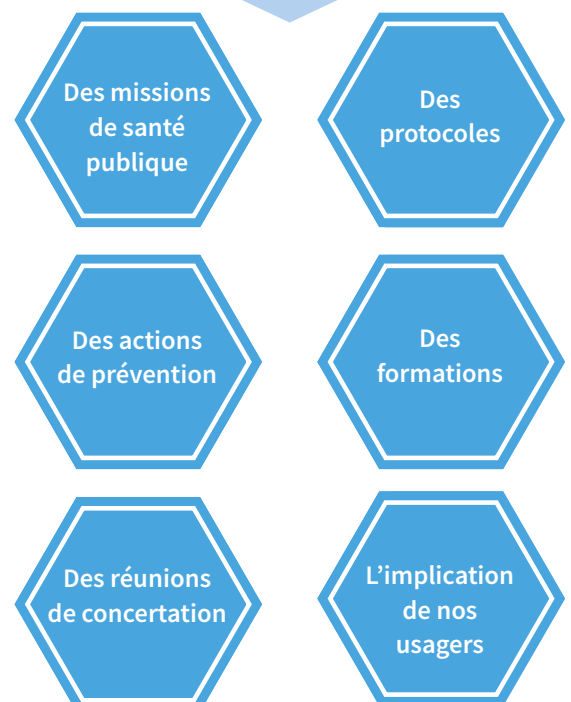 Des missions
de santé
publique
Des
protocoles
Des actions
de prévention
Des
formations
Des réunions
de concertation
L'implication
de nos
usagers